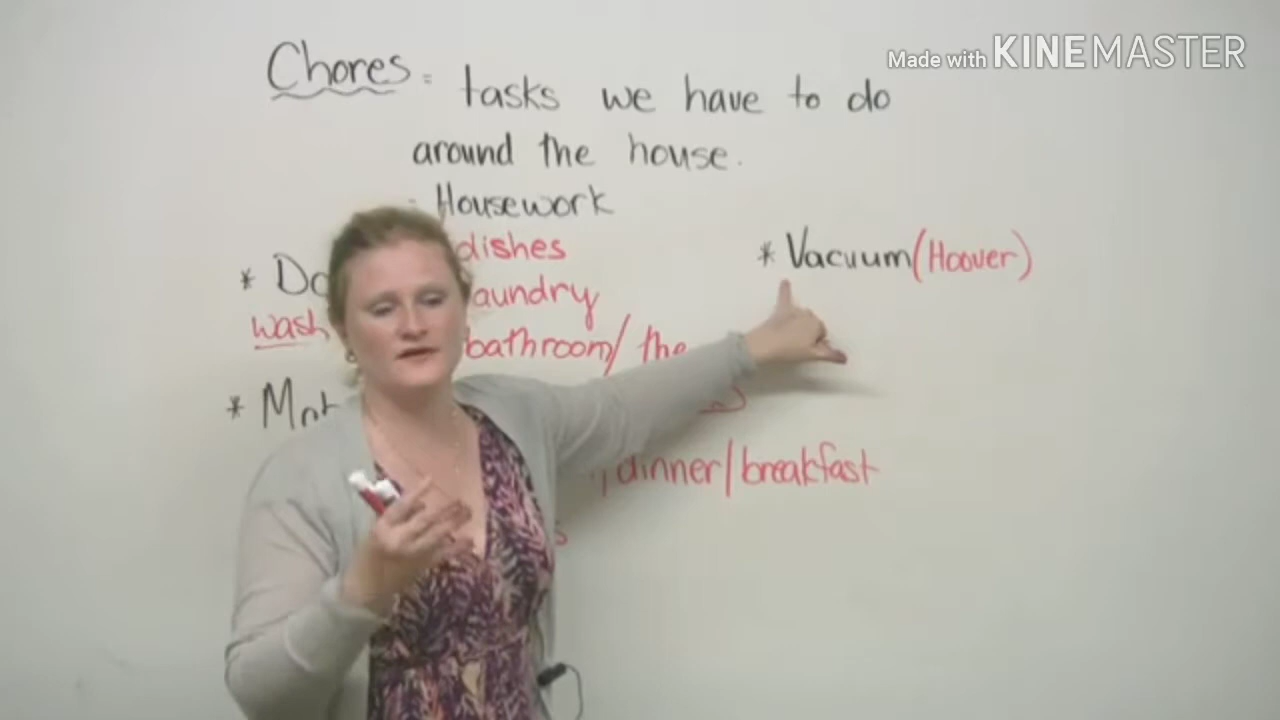 Made with KINEMASTER
Chores = tasks we have to do
around the house.
Housework
* Do dishes
* Vacuum (Hoover)
wash laundry
bathroom / the
*
dinner / breakfast